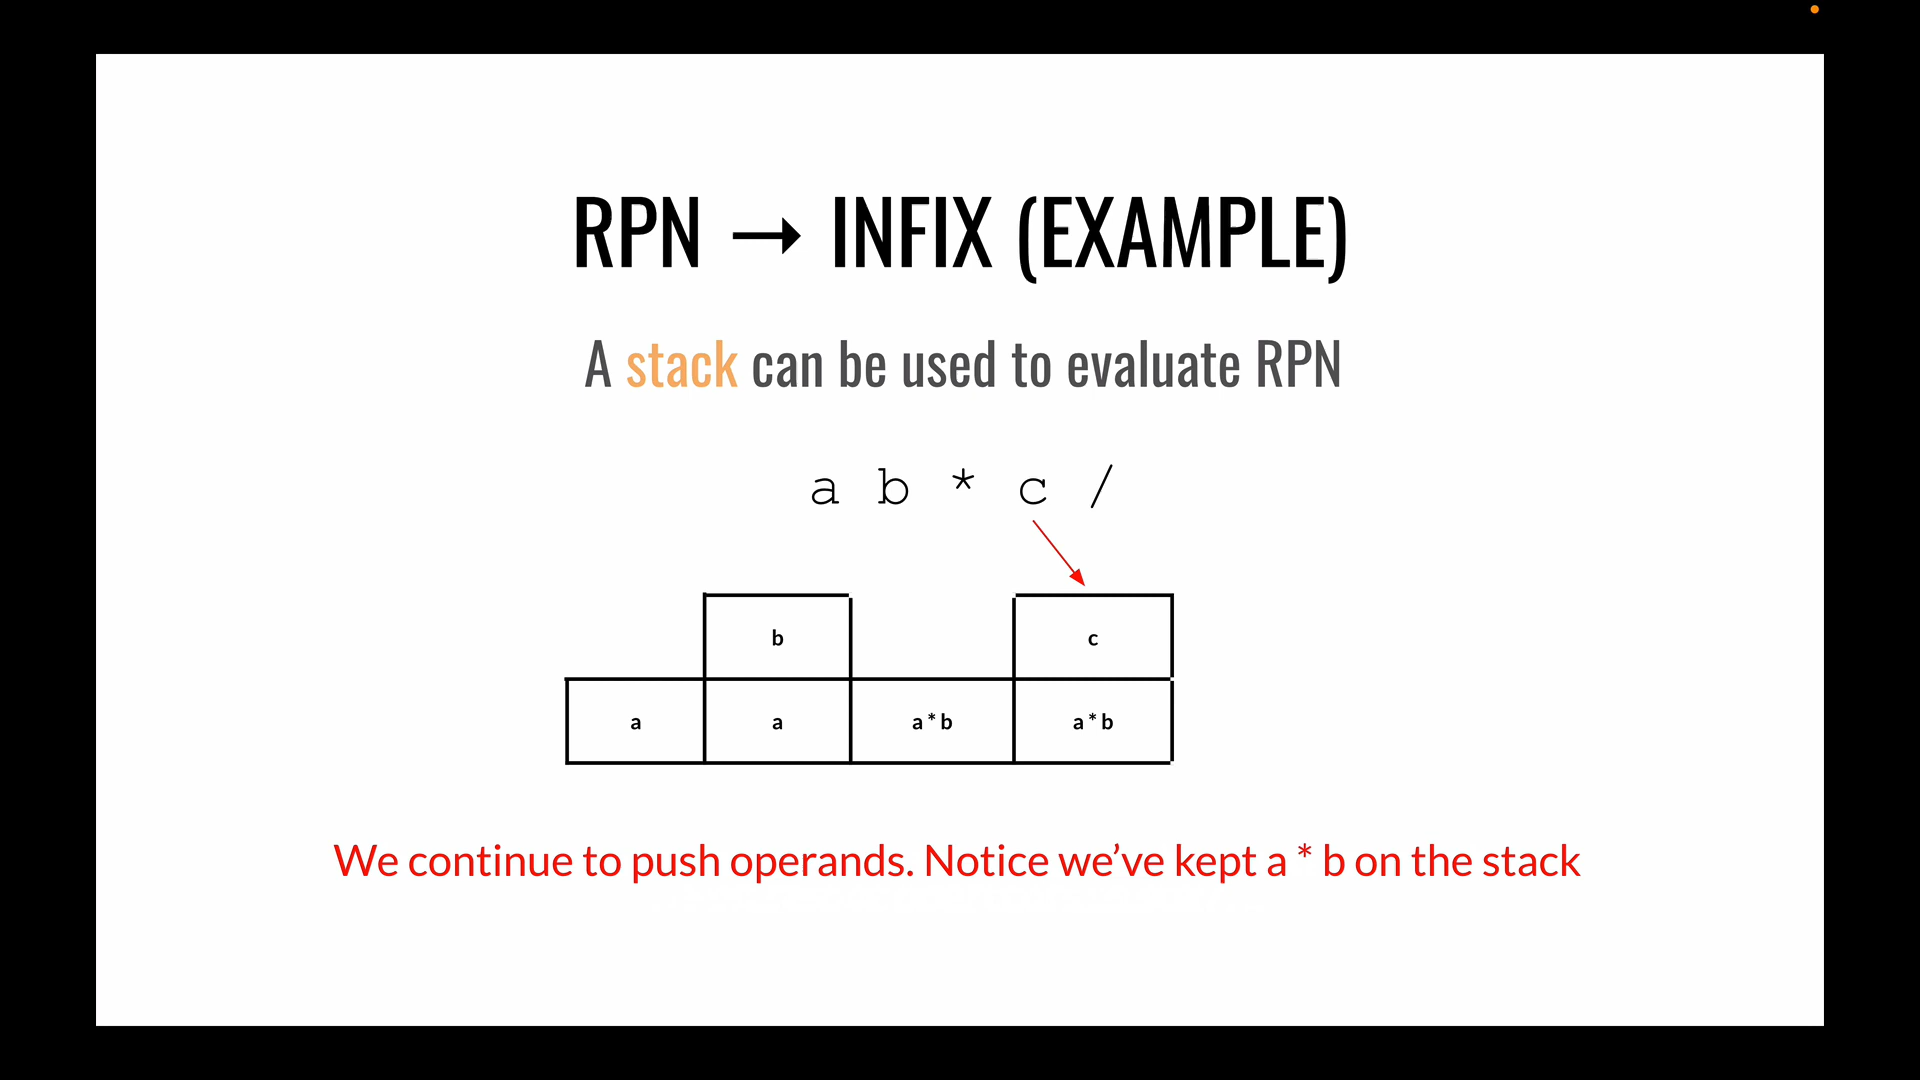 RPN → INFIX (EXAMPLE)
A stack can be used to evaluate RPN
a b * c /
b c
a a a * b a * b
We continue to push operands. Notice we’ve kept a * b on the stack